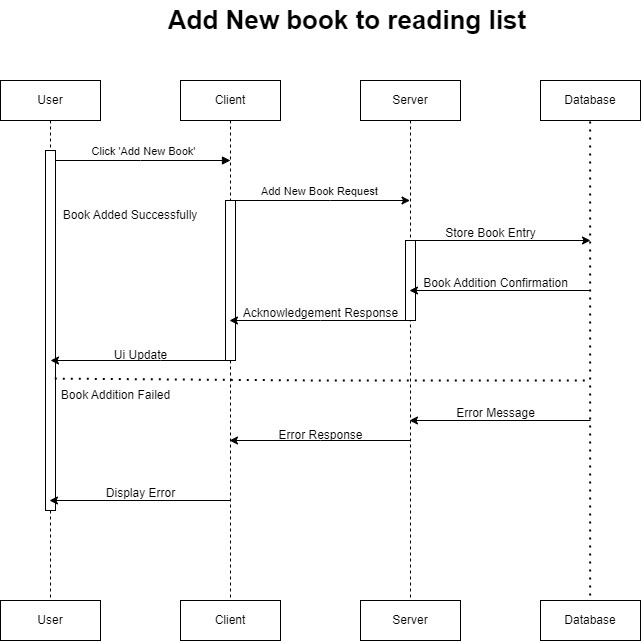 Add New book to reading list
User
Client
Server
Database
Click 'Add New Book'
Add New Book Request
Book Added Successfully
Store Book Entry
Book Addition Confirmation
Acknowledgement Response
Ui Update
Book Addition Failed
Error Message
Error Response
Display Error
User
Client
Server
Database